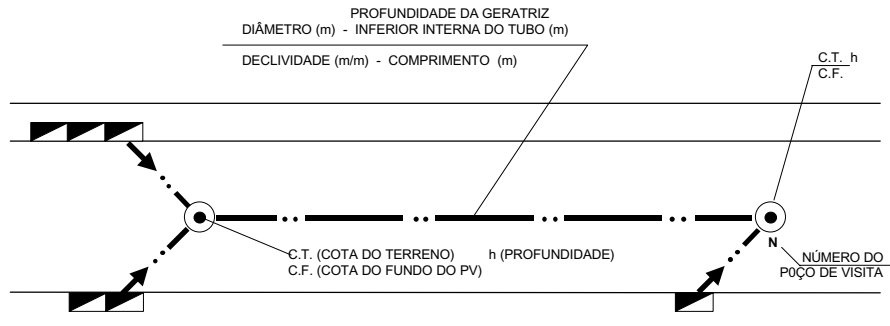 PROFUNDIDADE DA GERATRIZ
DIÂMETRO (m) - INFERIOR INTERNA DO TUBO (m)
DECLIVIDADE (m/m) - COMPRIMENTO (m)
C.T. h
C.F.
C.T. (COTA DO TERRENO) h (PROFUNDIDADE)
C.F. (COTA DO FUNDO DO PV)
N
NÚMERO DO
P0ÇO DE VISITA